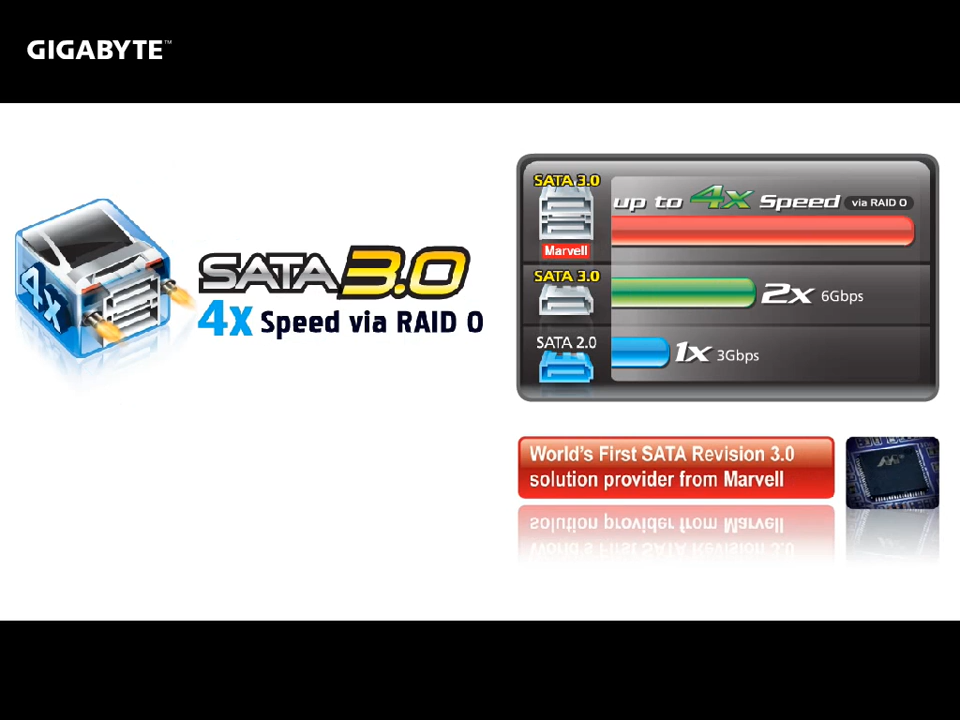 GIGABYTE™
4x
SATA 3.0
4X Speed via RAID 0
SATA 3.0
up to 4x Speed via RAID 0
Marvell
SATA 3.0
2x 6Gbps
SATA 2.0
1x 3Gbps
World's First SATA Revision 3.0
solution provider from Marvell